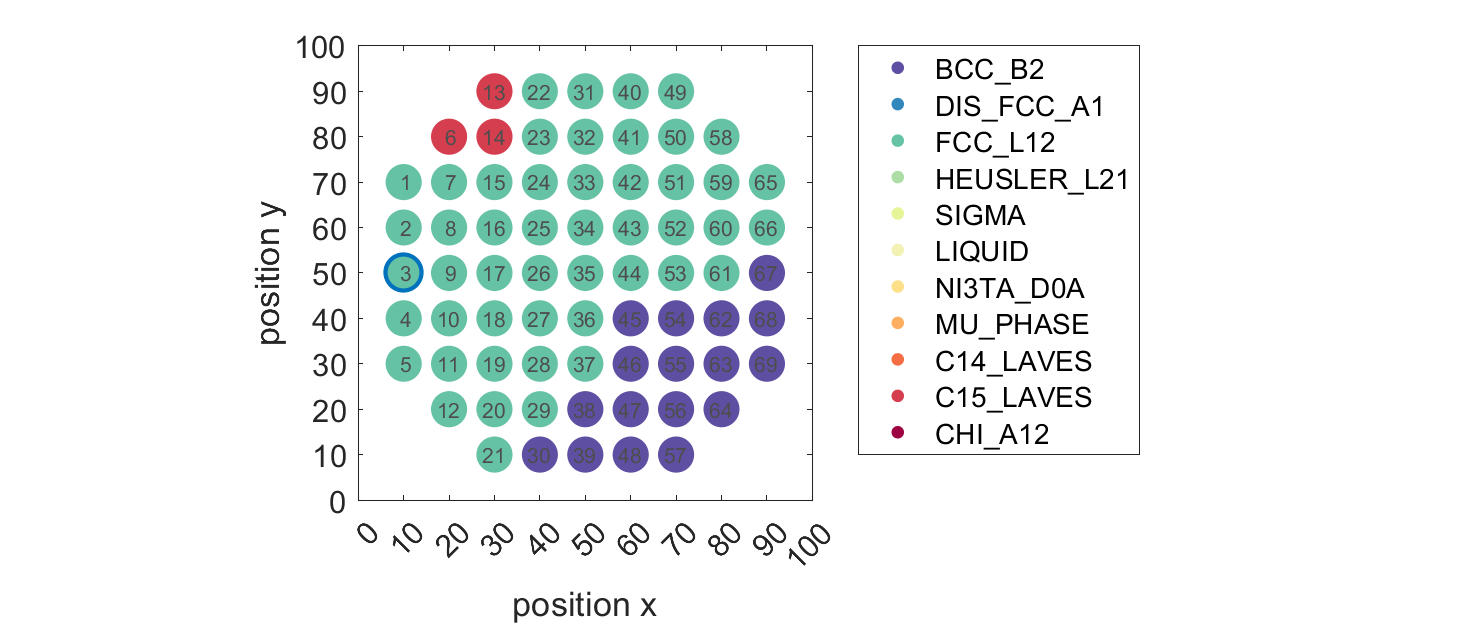 100
90 13 22 31 40 49
80 6 14 23 32 41 50 58
70 1 7 15 24 33 42 51 59 65
60 2 8 16 25 34 43 52 60 66
50 3 9 17 26 35 44 53 61 67
40 4 10 18 27 36 45 54 62 68
30 5 11 19 28 37 46 55 63 69
20 12 20 29 38 47 56 64
10 21 30 39 48 57
0
0 10 20 30 40 50 60 70 80 90 100
position x
position y
BCC_B2
DIS_FCC_A1
FCC_L12
HEUSLER_L21
SIGMA
LIQUID
NI3TA_D0A
MU_PHASE
C14_LAVES
C15_LAVES
CHI_A12